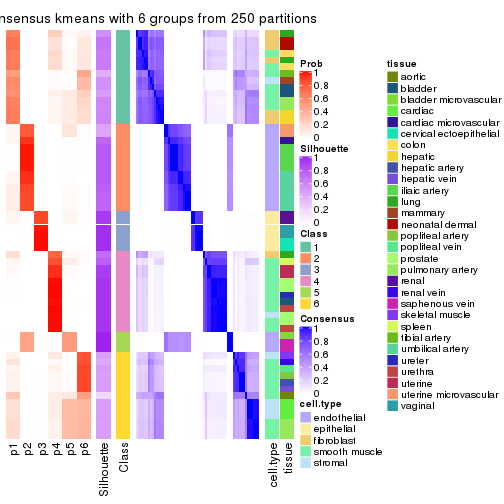 nsensus kmeans with 6 groups from 250 partitions
p1
p2
p3
p4
p5
p6
Silhouette
Class
cell.type
tissue
Prob
1
0.8
0.6
0.4
0.2
0
Silhouette
1
0.8
0.6
0.4
0.2
0
Class
1
2
3
4
5
6
Consensus
1
0.8
0.6
0.4
0.2
0
cell.type
endothelial
epithelial
fibroblast
smooth muscle
stromal
tissue
aortic
bladder
bladder microvascular
cardiac
cardiac microvascular
cervical ectoepithelial
colon
hepatic
hepatic artery
hepatic vein
iliaic artery
lung
mammary
neonatal dermal
popliteal artery
popliteal vein
prostate
pulmonary artery
renal
renal vein
saphenous vein
skeletal muscle
spleen
tibial artery
umbilical artery
ureter
urethra
uterine
uterine microvascular
vaginal